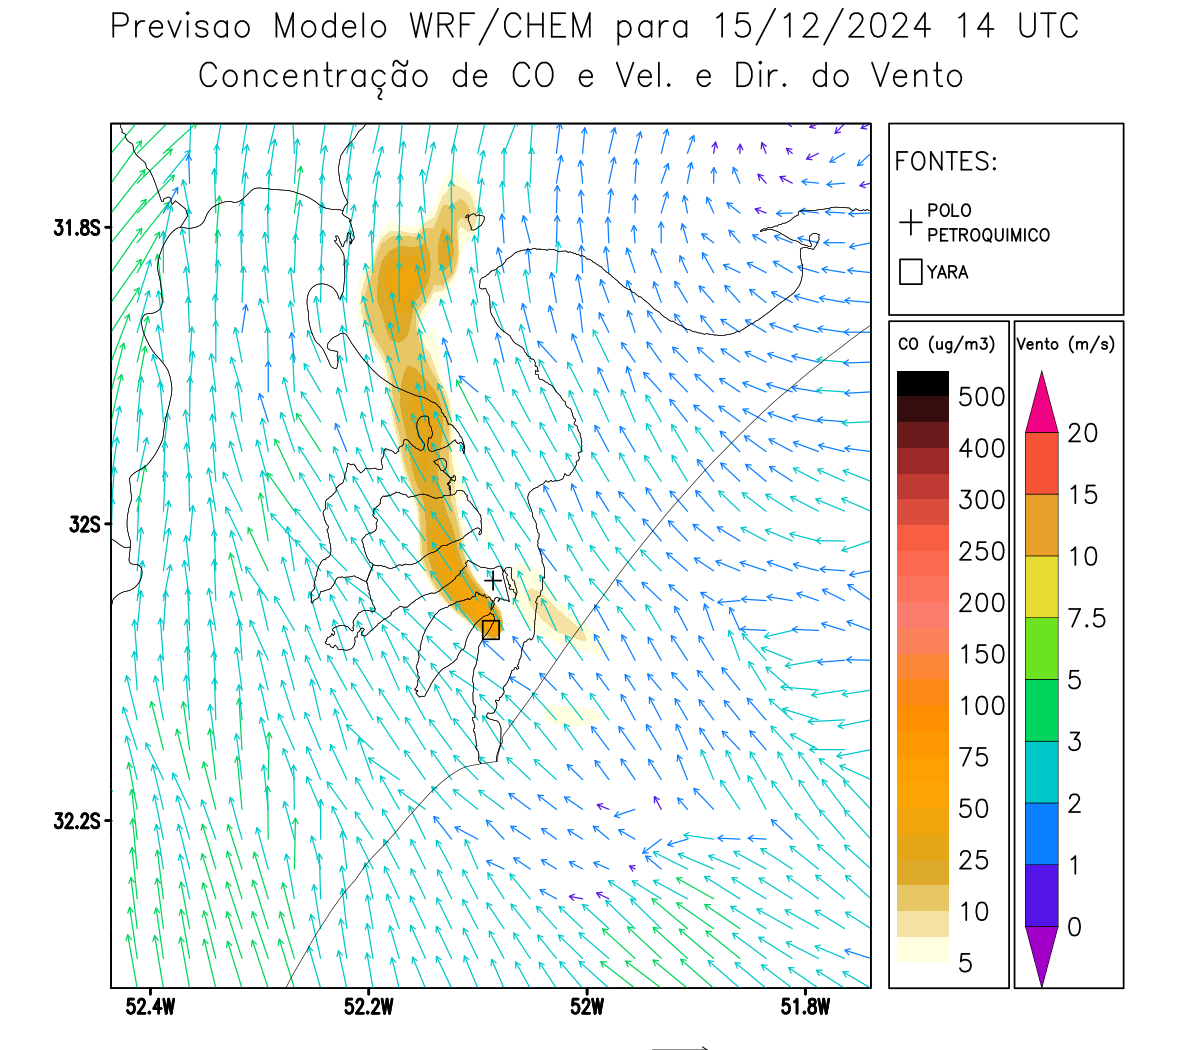 Previsao Modelo WRF/CHEM para 15/12/2024 14 UTC
Concentração de CO e Vel. e Dir. do Vento
FONTES:
POLO
PETROQUIMICO
YARA
CO (ug/m3)
500
400
300
250
200
150
100
75
50
25
10
5
Vento (m/s)
20
15
10
7.5
5
3
2
1
0
31.8S
32S
32.2S
52.4W
52.2W
52W
51.8W